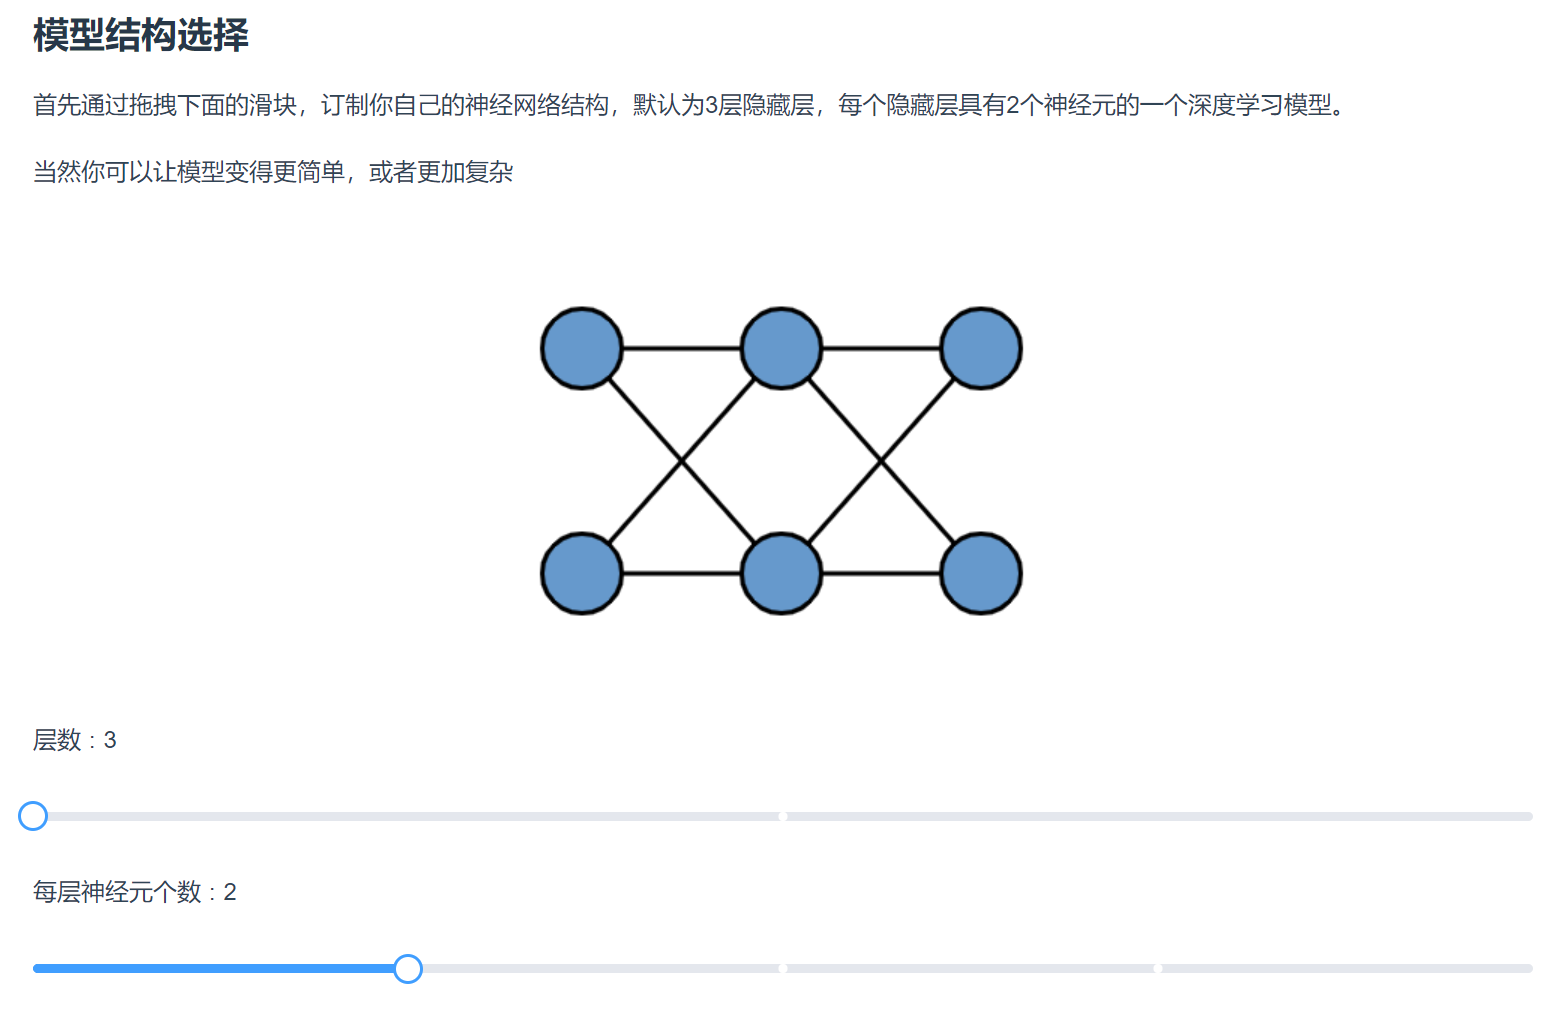 模型结构选择
首先通过拖拽下面的滑块，订制你自己的神经网络结构，默认为3层隐藏层，每个隐藏层具有2个神经元的一个深度学习模型。
当然你可以让模型变得更简单，或者更加复杂
层数：3
每层神经元个数：2